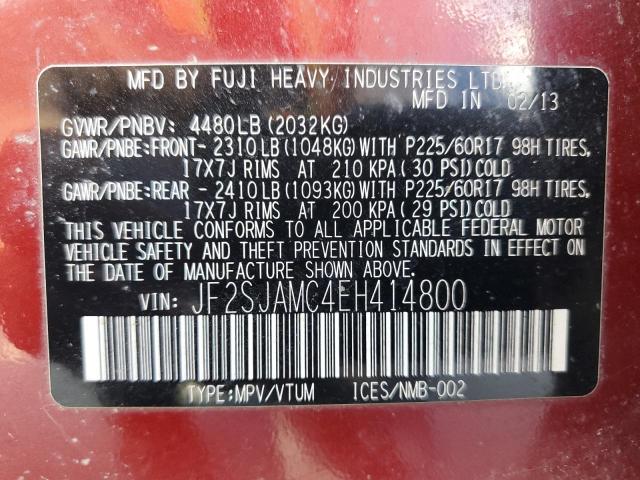 MFD BY FUJI HEAVY INDUSTRIES LTD.
MFD IN 02/13
GVWR/PNBV: 4480LB(2032KG)
GAWR/PNBE:FRONT- 2310LB(1048KG)WITH P225/60R17 98H TIRES,
17X7J RIMS AT 210 KPA(30 PSI)COLD
GAWR/PNBE:REAR - 2410LB(1093KG)WITH P225/60R17 98H TIRES,
17X7J RIMS AT 200 KPA(29 PSI)COLD
THIS VEHICLE CONFORMS TO ALL APPLICABLE FEDERAL MOTOR
VEHICLE SAFETY AND THEFT PREVENTION STANDARDS IN EFFECT ON
THE DATE OF MANUFACTURE SHOWN ABOVE.
VIN: JF2SJAMC4EH414800
TYPE:MPV/VTUM ICES/NMB-002